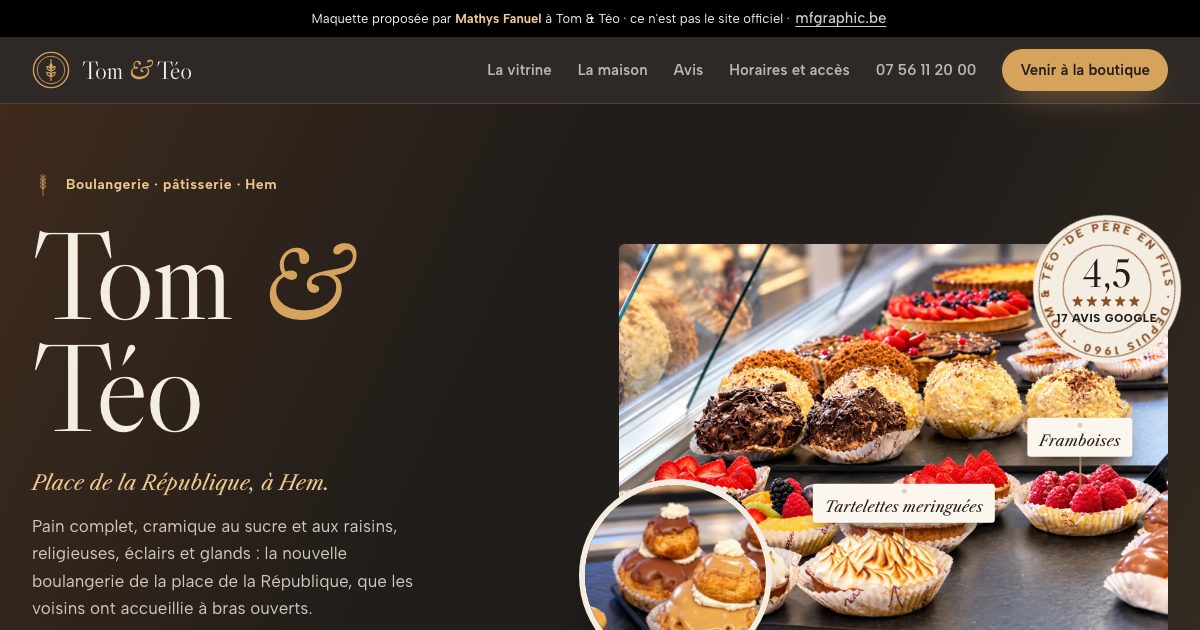 Maquette proposée par Mathys Fanuel à Tom & Téo · ce n'est pas le site officiel · mfgraphic.be
Tom & Téo
La vitrine
La maison
Avis
Horaires et accès
07 56 11 20 00
Venir à la boutique
Boulangerie · pâtisserie · Hem
Tom &
Téo
Place de la République, à Hem.
Pain complet, cramique au sucre et aux raisins,
religieuses, éclairs et glands : la nouvelle
boulangerie de la place de la République, que les
voisins ont accueillie à bras ouverts.
TOM & TÉO · DE PÈRE EN FILS · DEPUIS 1960 ·
4,5
★★★★★
17 AVIS GOOGLE
Framboises
Tartelettes meringuées